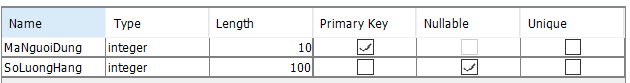 Name Type Length Primary Key Nullable Unique
MaNguoiDung integer 10
SoLuongHang integer 100